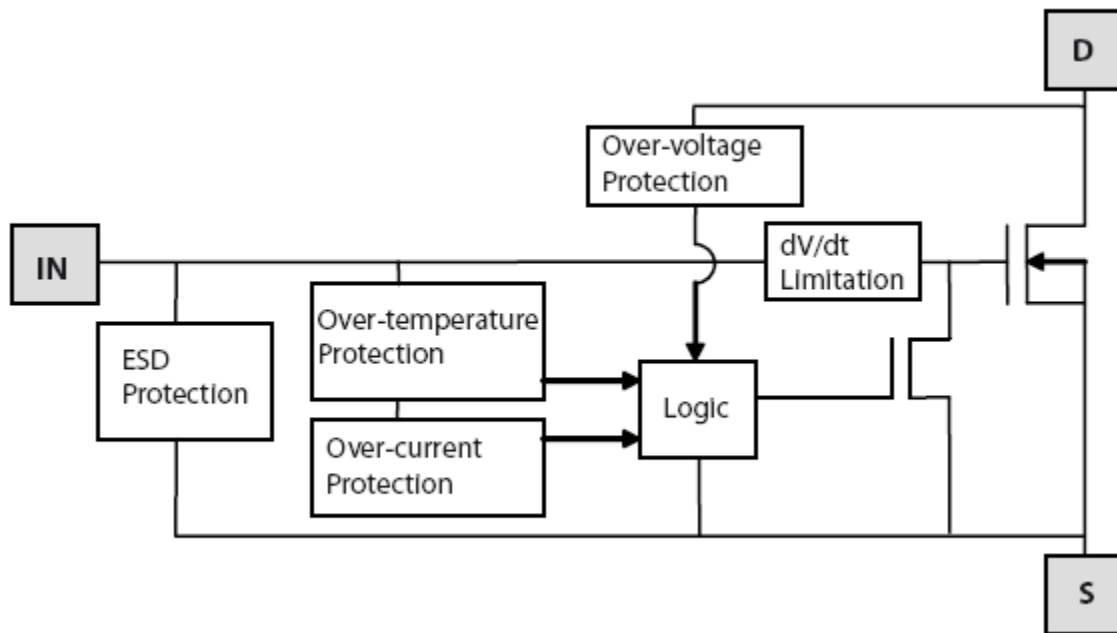 D
Over-voltage
Protection
IN
dV/dt
Limitation
Over-temperature
Protection
ESD
Protection
Logic
Over-current
Protection
S